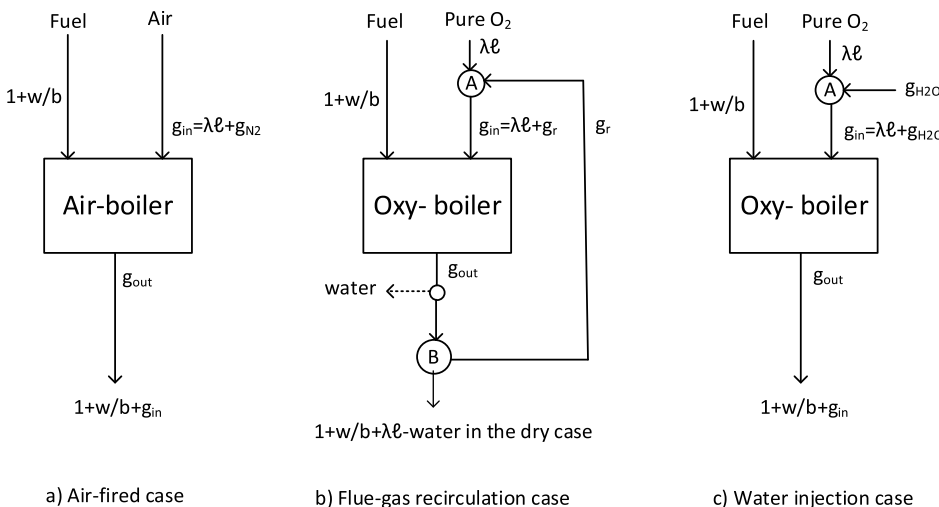 Fuel
Air
1+w/b
gin=λℓ+gN2
Air-boiler
gout
1+w/b+gin
a) Air-fired case
Fuel
Pure O2
λℓ
A
1+w/b
gin=λℓ+gr
gr
Oxy- boiler
gout
water
B
1+w/b+λℓ-water in the dry case
b) Flue-gas recirculation case
Fuel
Pure O2
λℓ
A
gH2O
1+w/b
gin=λℓ+gH2O
Oxy- boiler
gout
1+w/b+gin
c) Water injection case